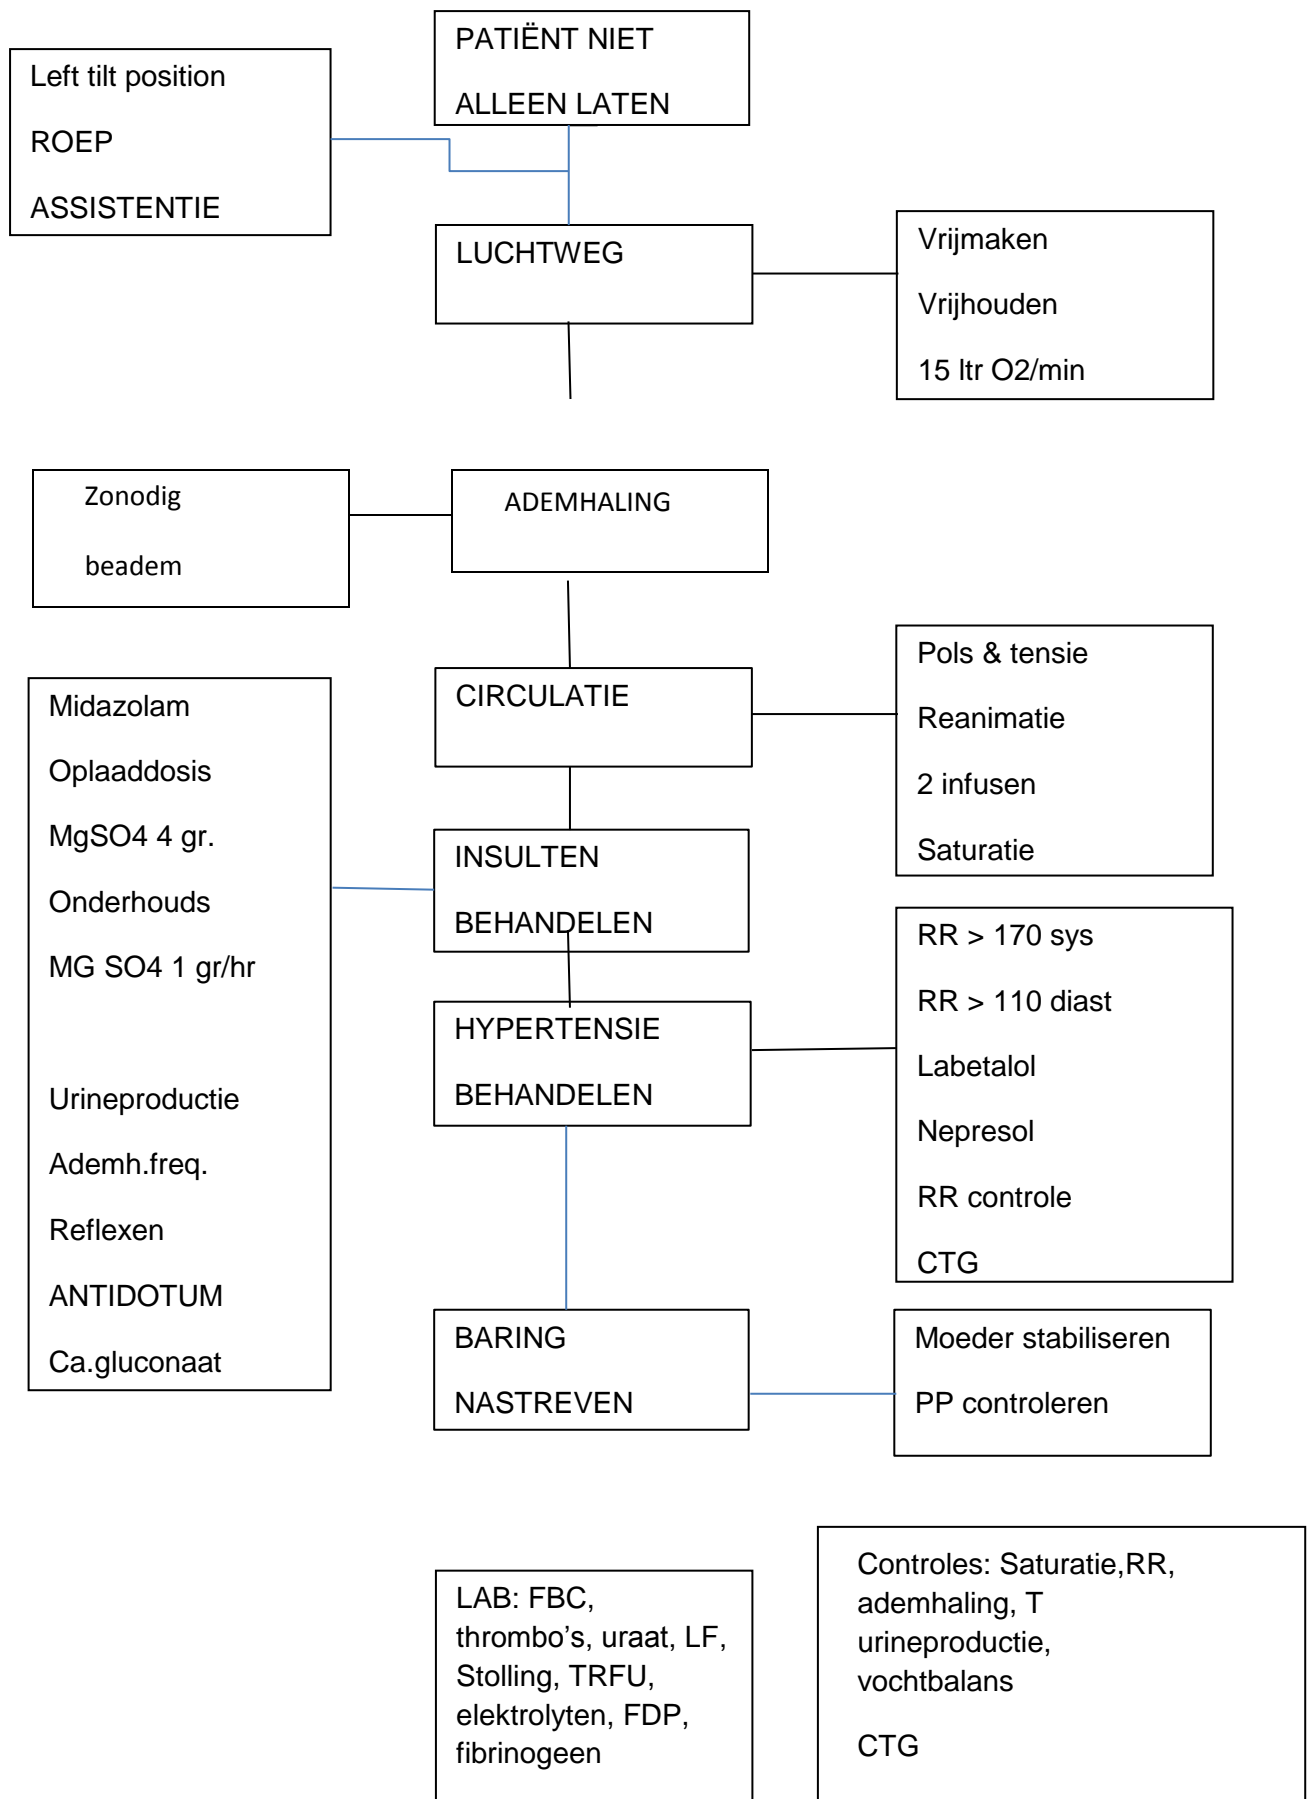 PATIËNT NIET
ALLEEN LATEN
Left tilt position
ROEP
ASSISTENTIE
LUCHTWEG
Vrijmaken
Vrijhouden
15 ltr O2/min
Zonodig
beadem
ADEMHALING
CIRCULATIE
Pols & tensie
Reanimatie
2 infusen
Saturatie
Midazolam
Oplaaddosis
MgSO4 4 gr.
Onderhouds
MG SO4 1 gr/hr
Urineproductie
Ademh.freq.
Reflexen
ANTIDOTUM
Ca.gluconaat
INSULTEN
BEHANDELEN
HYPERTENSIE
BEHANDELEN
RR > 170 sys
RR > 110 diast
Labetalol
Nepresol
RR controle
CTG
BARING
NASTREVEN
Moeder stabiliseren
PP controleren
LAB: FBC,
thrombo's, uraat, LF,
Stolling, TRFU,
elektrolyten, FDP,
fibrinogeen
Controles: Saturatie,RR,
ademhaling, T
urineproductie,
vochtbalans
CTG